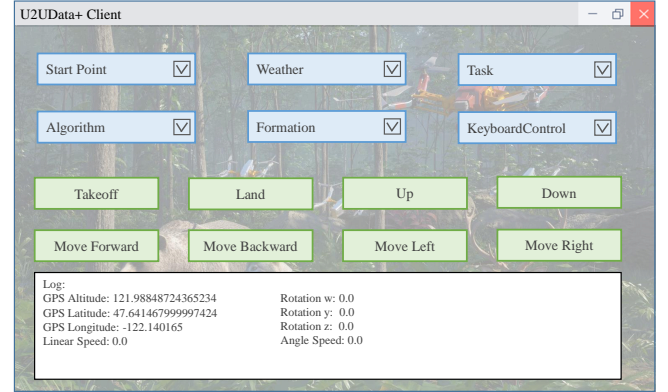 U2UData+ Client
Start Point Weather Task
Algorithm Formation KeyboardControl
Takeoff Land Up Down
Move Forward Move Backward Move Left Move Right
Log:
GPS Altitude: 121.98848724365234 Rotation w: 0.0
GPS Latitude: 47.641467999997424 Rotation y: 0.0
GPS Longitude: -122.140165 Rotation z: 0.0
Linear Speed: 0.0 Angle Speed: 0.0